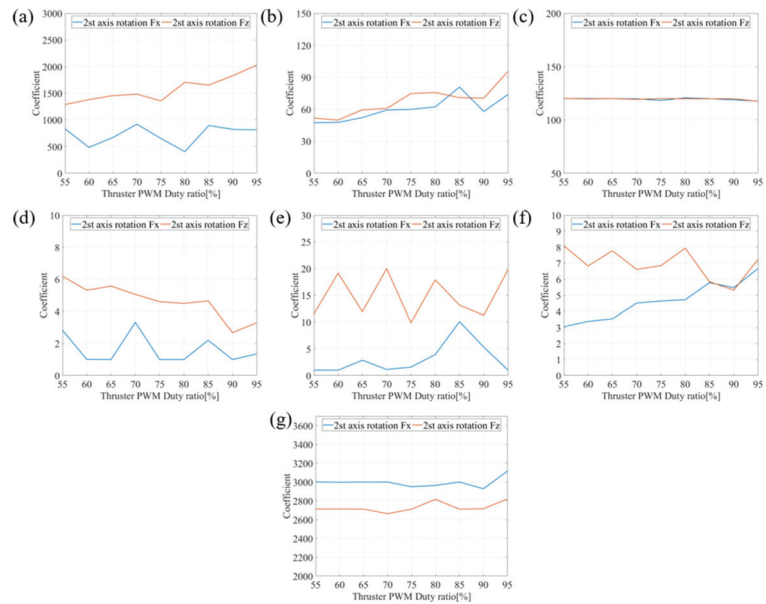 (a)
3000
2500
2000
1500
1000
500
0
Coefficient
2st axis rotation Fx 2st axis rotation Fz
55 60 65 70 75 80 85 90 95
Thruster PWM Duty ratio[%]
(b)
150
120
90
60
30
0
Coefficient
2st axis rotation Fx 2st axis rotation Fz
55 60 65 70 75 80 85 90 95
Thruster PWM Duty ratio[%]
(c)
200
150
100
50
Coefficient
2st axis rotation Fx 2st axis rotation Fz
55 60 65 70 75 80 85 90 95
Thruster PWM Duty ratio[%]
(d)
10
8
6
4
2
0
Coefficient
2st axis rotation Fx 2st axis rotation Fz
55 60 65 70 75 80 85 90 95
Thruster PWM Duty ratio[%]
(e)
30
25
20
15
10
5
0
Coefficient
2st axis rotation Fx 2st axis rotation Fz
55 60 65 70 75 80 85 90 95
Thruster PWM Duty ratio[%]
(f)
10
9
8
7
6
5
4
3
2
1
0
Coefficient
2st axis rotation Fx 2st axis rotation Fz
55 60 65 70 75 80 85 90 95
Thruster PWM Duty ratio[%]
(g)
3600
3400
3200
3000
2800
2600
2400
2200
2000
Coefficient
2st axis rotation Fx 2st axis rotation Fz
55 60 65 70 75 80 85 90 95
Thruster PWM Duty ratio[%]